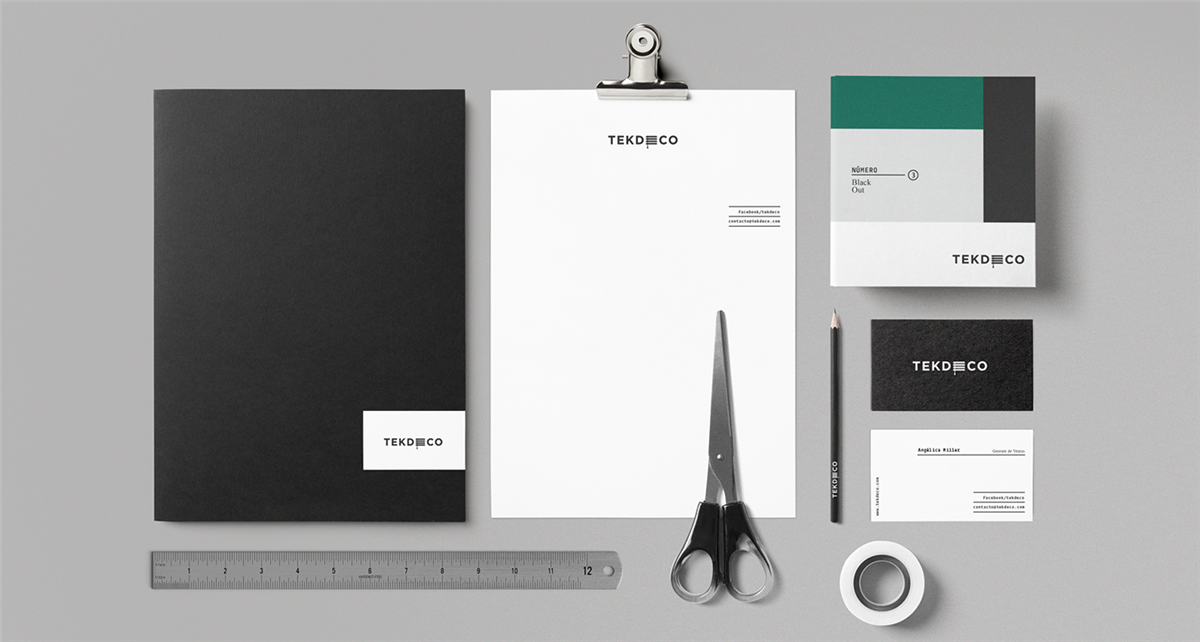 TEKDECO
TEKDECO
Facebook/tekdeco
contacto@tekdeco.com
NÚMERO
3
Black
Out
TEKDECO
TEKDECO
TEKDECO
Angélica Millar
Gerente de Ventas
www.tekdeco.com
Facebook/tekdeco
contacto@tekdeco.com
1 2 3 4 5 6 7 8 9 10 11 12